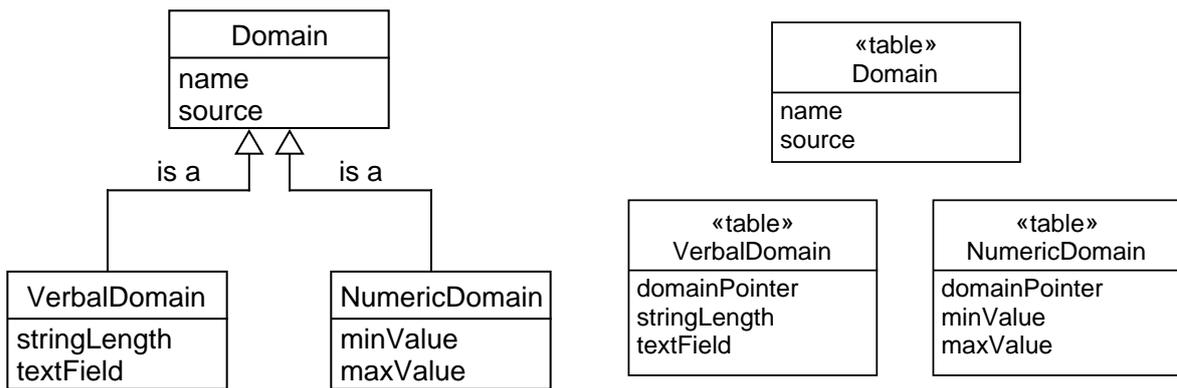 Domain
name
source
is a
is a
VerbalDomain
stringLength
textField
NumericDomain
minValue
maxValue
«table»
Domain
name
source
«table»
VerbalDomain
domainPointer
stringLength
textField
«table»
NumericDomain
domainPointer
minValue
maxValue